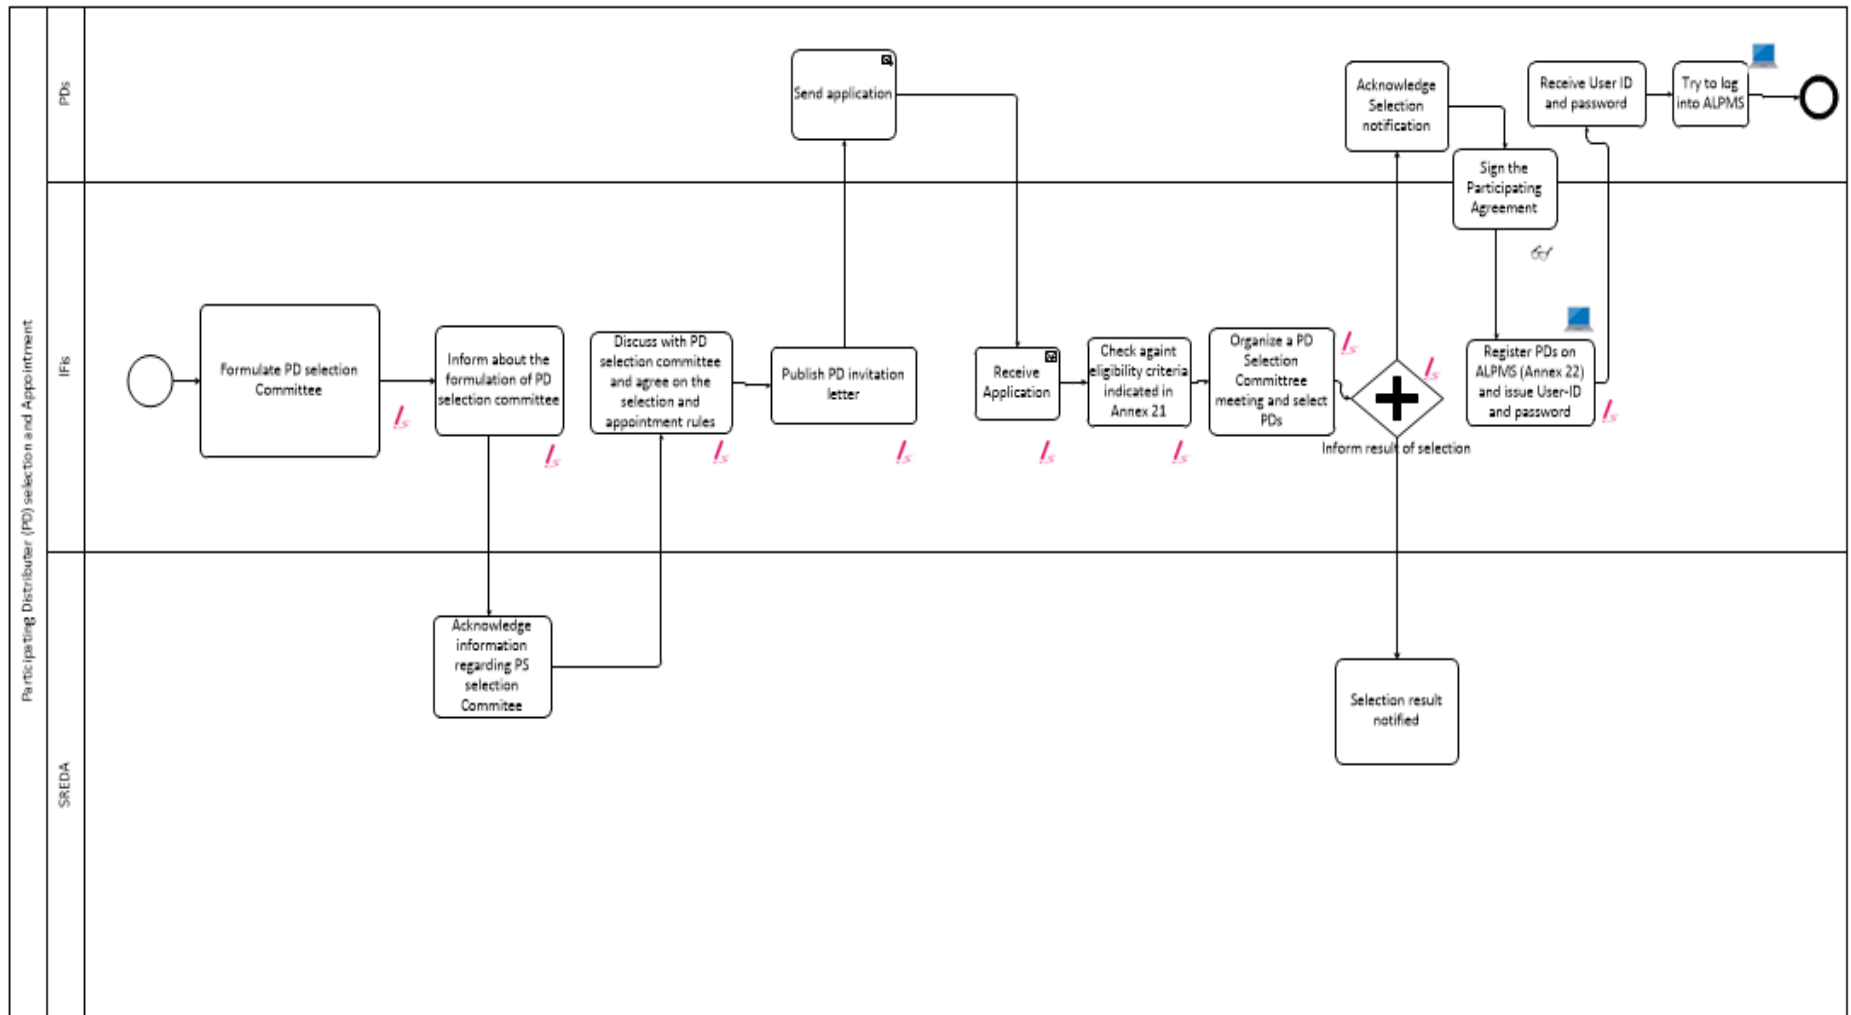 Participating Distributer (PD) selection and Appointment
PDs
IFIs
SREDA
Formulate PD selection
Committee
Inform about the
formulation of PD
selection committee
Acknowledge
information
regarding PS
selection
Commitee
Discuss with PD
selection committee
and agree on the
selection and
appointment rules
Publish PD invitation
letter
Send application
Receive
Application
Check againt
eligibility criteria
indicated in
Annex 21
Organize a PD
Selection
Committree
meeting and select
PDs
Inform result of selection
Selection result
notified
Acknowledge
Selection
notification
Sign the
Participating
Agreement
Register PDs on
ALPMS (Annex 22)
and issue User-ID
and password
Receive User ID
and password
Try to log
into ALPMS